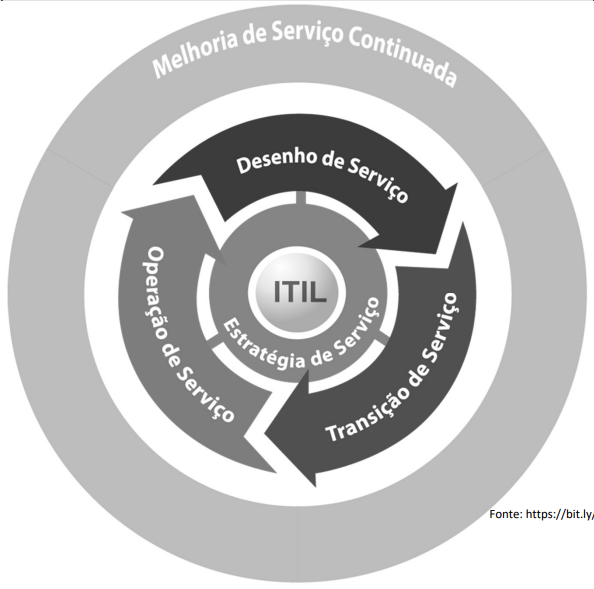 Melhoria de Serviço Continuada
Desenho de Serviço
Operação de Serviço
ITIL
Estratégia de Serviço
Transição de Serviço
Fonte: https://bit.ly/